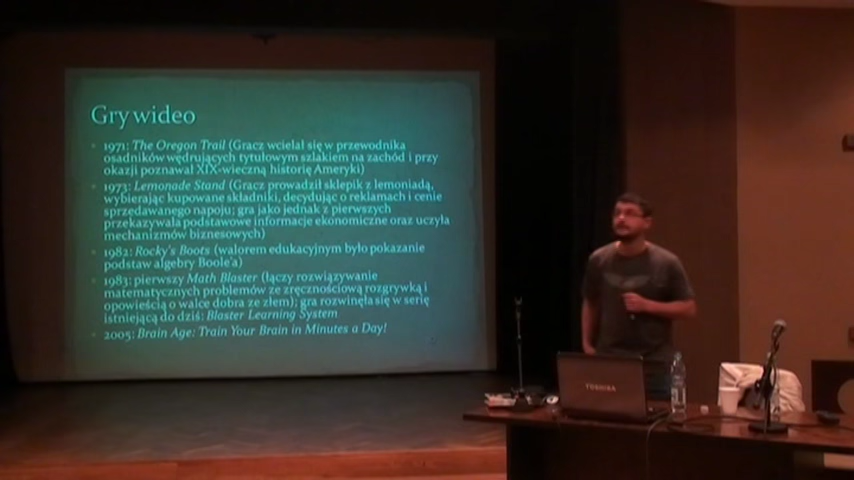 Gry wideo
1971: The Oregon Trail (Gracz wcielał się w przewodnika
osadników wędrujących tytułowym szlakiem na zachód i przy
okazji poznawał XIX-wieczną historię Ameryki)
1973: Lemonade Stand (Gracz prowadził sklepik z lemoniadą,
wybierając kupowane składniki, decydując o reklamach i cenie
sprzedawanego napoju; gra jako jednak z pierwszych
przekazywała podstawowe informacje ekonomiczne oraz uczyła
mechanizmów biznesowych)
1982: Rocky's Boots (walorem edukacyjnym było pokazanie
podstaw algebry Boole'a)
1983: pierwszy Math Blaster (łączy rozwiązywanie
matematycznych problemów ze zręcznościową rozgrywką i
opowieścią o walce dobra ze złem); gra rozwinęła się w serię
istniejącą do dziś: Blaster Learning System
2005: Brain Age: Train Your Brain in Minutes a Day!
TOSHIBA